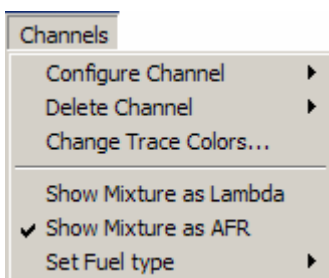 Channels
Configure Channel
Delete Channel
Change Trace Colors...
Show Mixture as Lambda
Show Mixture as AFR
Set Fuel type